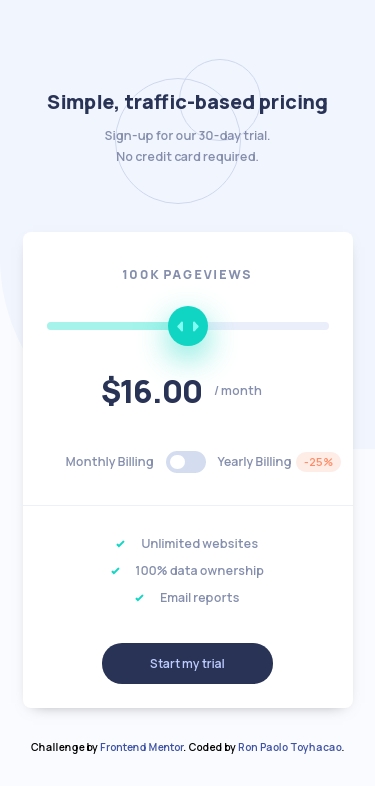 Simple, traffic-based pricing
Sign-up for our 30-day trial.
No credit card required.
100K PAGEVIEWS
$16.00 / month
Monthly Billing Yearly Billing -25%
Unlimited websites
100% data ownership
Email reports
Start my trial
Challenge by Frontend Mentor. Coded by Ron Paolo Toyhacao.